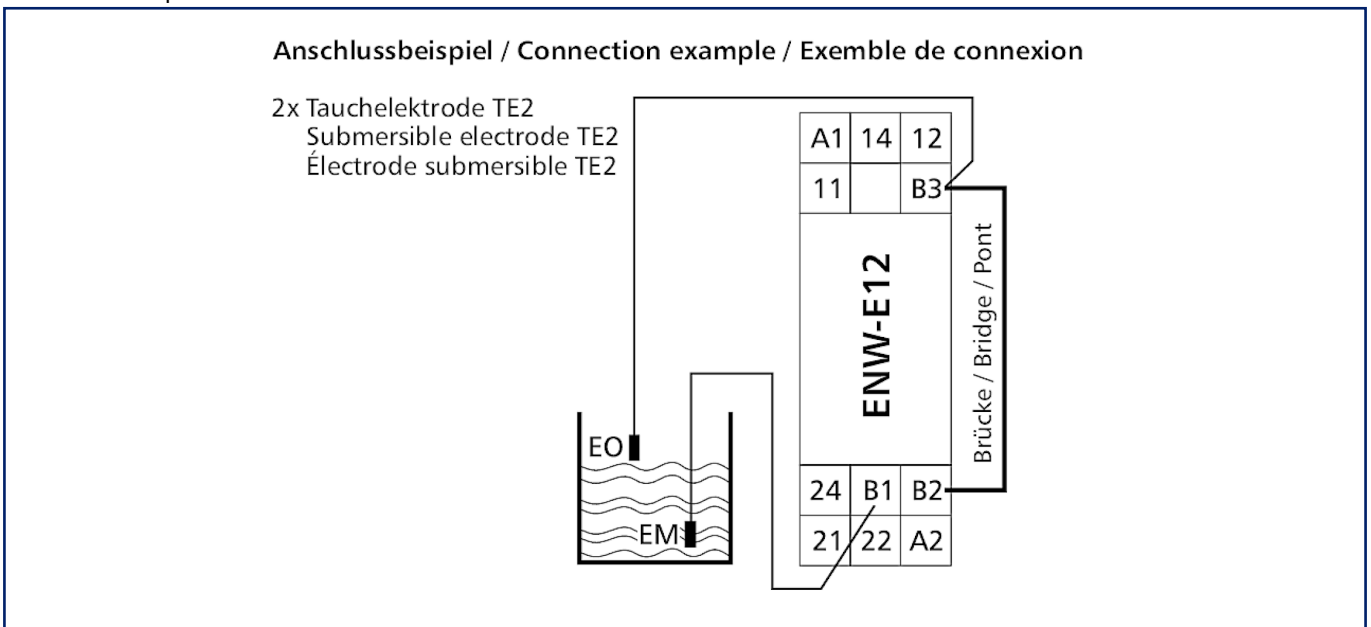 Anschlussbeispiel / Connection example / Exemble de connexion
2x Tauchelektrode TE2
Submersible electrode TE2
Électrode submersible TE2
A1 14 12
11 B3
ENW-E12
Brücke / Bridge / Pont
EO
EM
24 B1 B2
21 22 A2